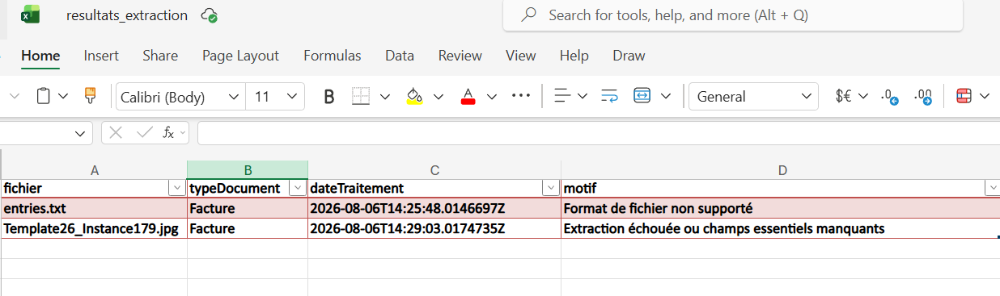 resultats_extraction
Search for tools, help, and more (Alt + Q)
Home Insert Share Page Layout Formulas Data Review View Help Draw
Calibri (Body) 11 B A General $€ .0 .00
fx
A B C D
fichier typeDocument dateTraitement motif
entries.txt Facture 2026-08-06T14:25:48.0146697Z Format de fichier non supporté
Template26_Instance179.jpg Facture 2026-08-06T14:29:03.0174735Z Extraction échouée ou champs essentiels manquants